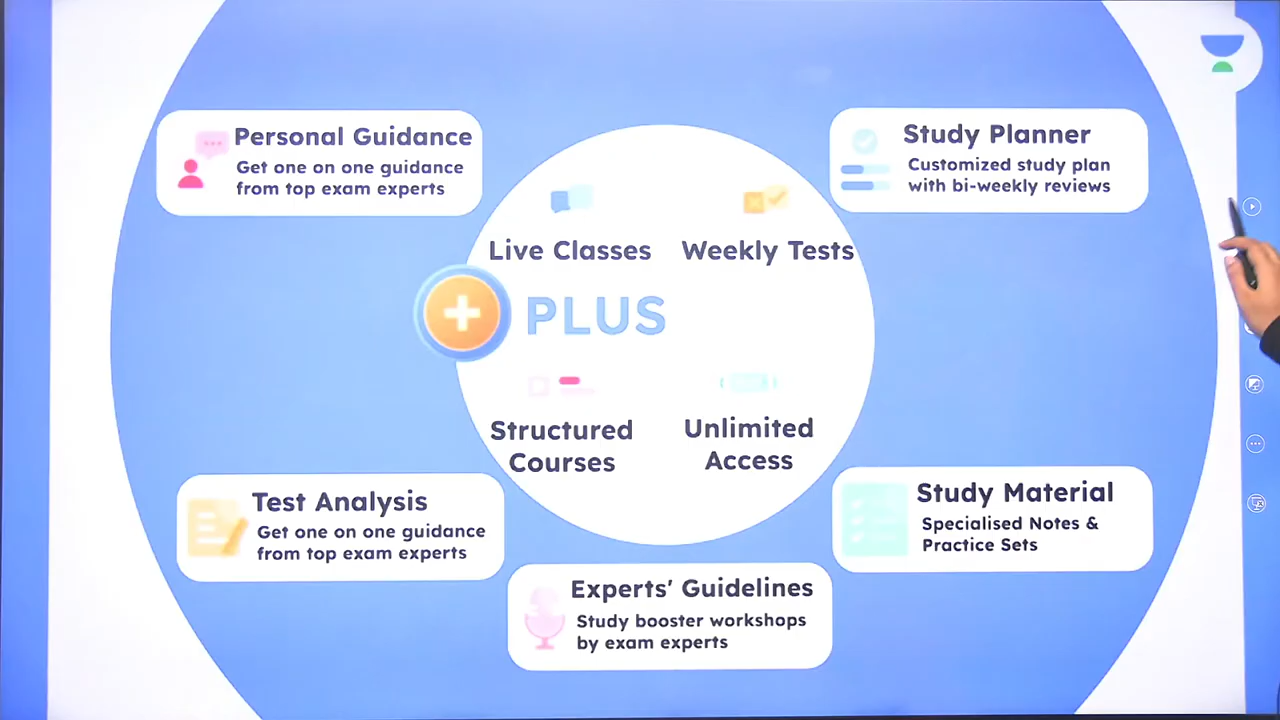 Personal Guidance
Get one on one guidance
from top exam experts
Study Planner
Customized study plan
with bi-weekly reviews
Live Classes
Weekly Tests
PLUS
Structured
Courses
Unlimited
Access
Test Analysis
Get one on one guidance
from top exam experts
Study Material
Specialised Notes &
Practice Sets
Experts' Guidelines
Study booster workshops
by exam experts